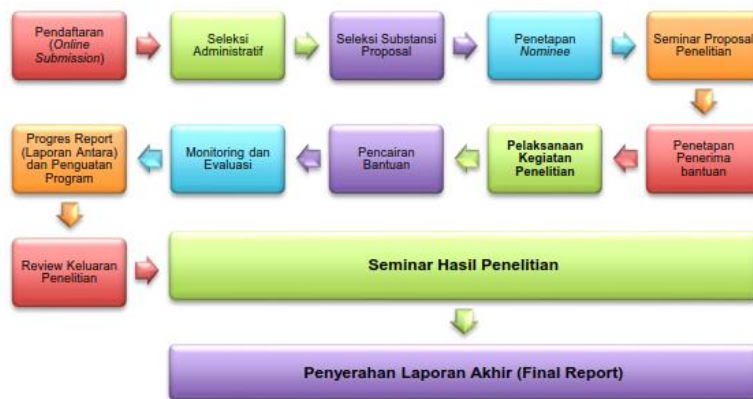 Pendaftaran
(Online
Submission)
Seleksi
Administratif
Seleksi Substansi
Proposal
Penetapan
Nominee
Seminar Proposal
Penelitian
Progres Report
(Laporan Antara)
dan Penguatan
Program
Monitoring dan
Evaluasi
Pencairan
Bantuan
Pelaksanaan
Kegiatan
Penelitian
Penetapan
Penerima
bantuan
Review Keluaran
Penelitian
Seminar Hasil Penelitian
Penyerahan Laporan Akhir (Final Report)